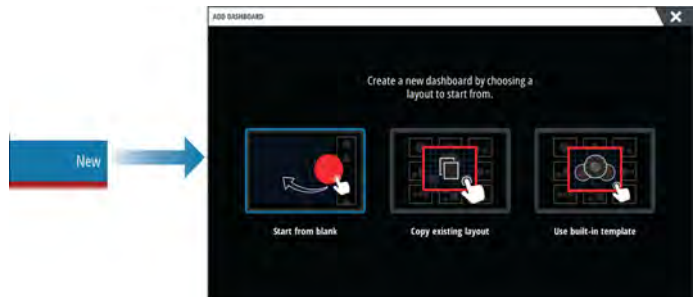 ADD DASHBOARD
Create a new dashboard by choosing a
layout to start from.
New
Start from blank
Copy existing layout
Use built-in template